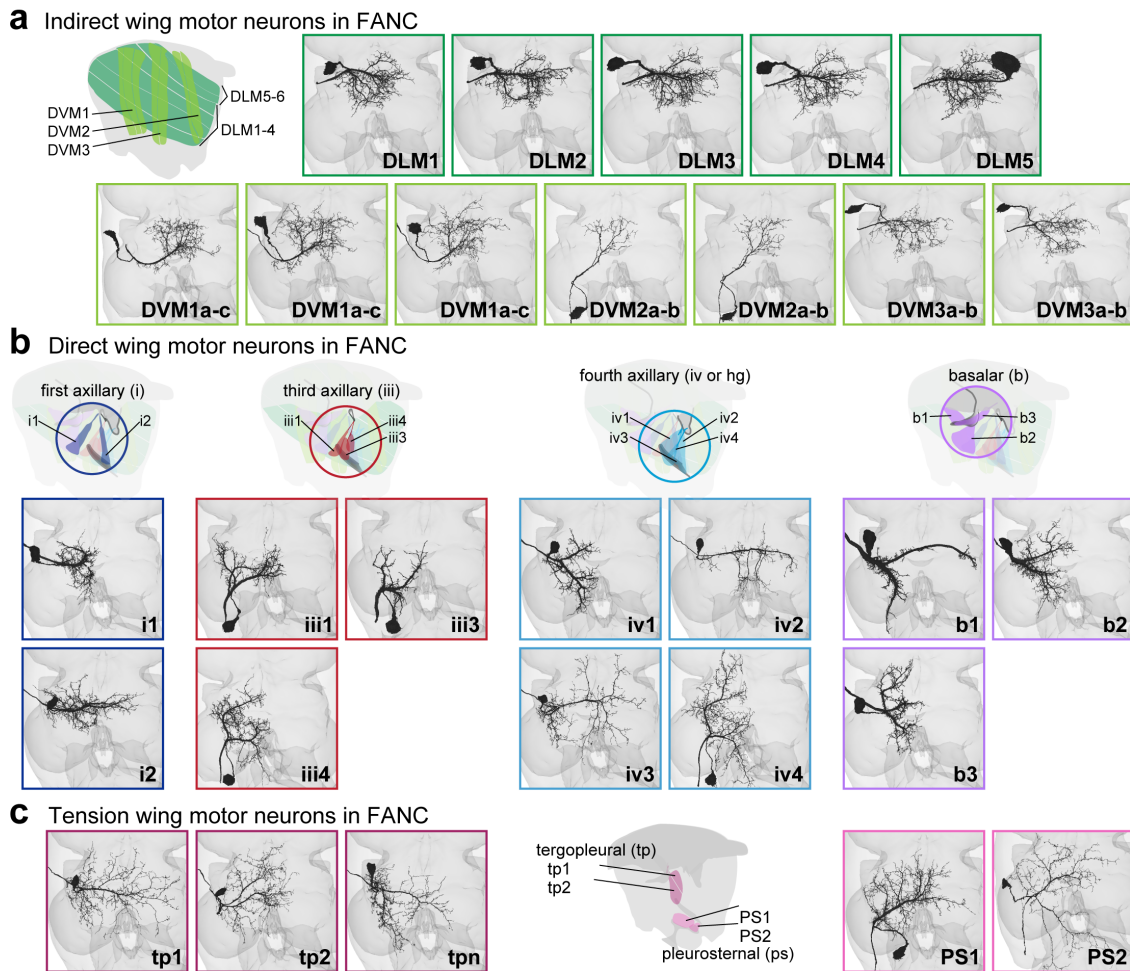 a Indirect wing motor neurons in FANC
DVM1
DVM2
DVM3
DLM5-6
DLM1-4
DLM1
DLM2
DLM3
DLM4
DLM5
DVM1a-c
DVM1a-c
DVM1a-c
DVM2a-b
DVM2a-b
DVM3a-b
DVM3a-b
b Direct wing motor neurons in FANC
first axillary (i)
i1
i2
third axillary (iii)
iii1
iii4
iii3
fourth axillary (iv or hg)
iv1
iv2
iv3
iv4
basalar (b)
b1
b3
b2
i1
iii1
iii3
iv1
iv2
b1
b2
i2
iii4
iv3
iv4
b3
c Tension wing motor neurons in FANC
tp1
tp2
tpn
tergopleural (tp)
tp1
tp2
PS1
PS2
pleurosternal (ps)
PS1
PS2